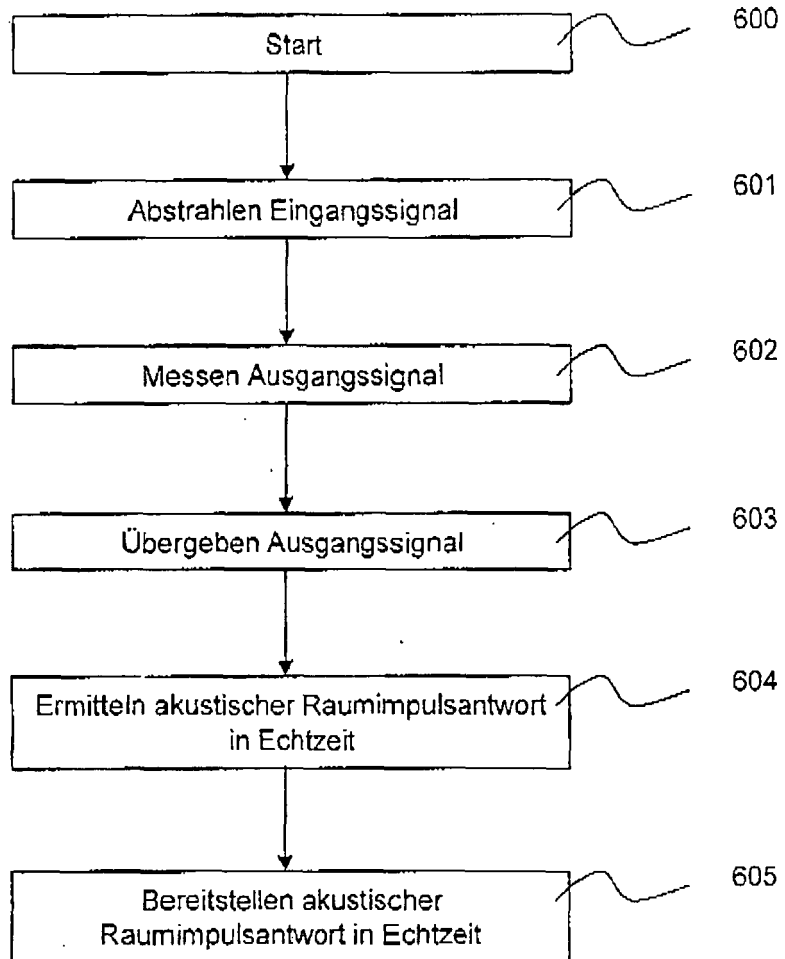 Start
600
Abstrahlen Eingangssignal
601
Messen Ausgangssignal
602
Übergeben Ausgangssignal
603
Ermitteln akustischer Raumimpulsantwort
in Echtzeit
604
Bereitstellen akustischer
Raumimpulsantwort in Echtzeit
605